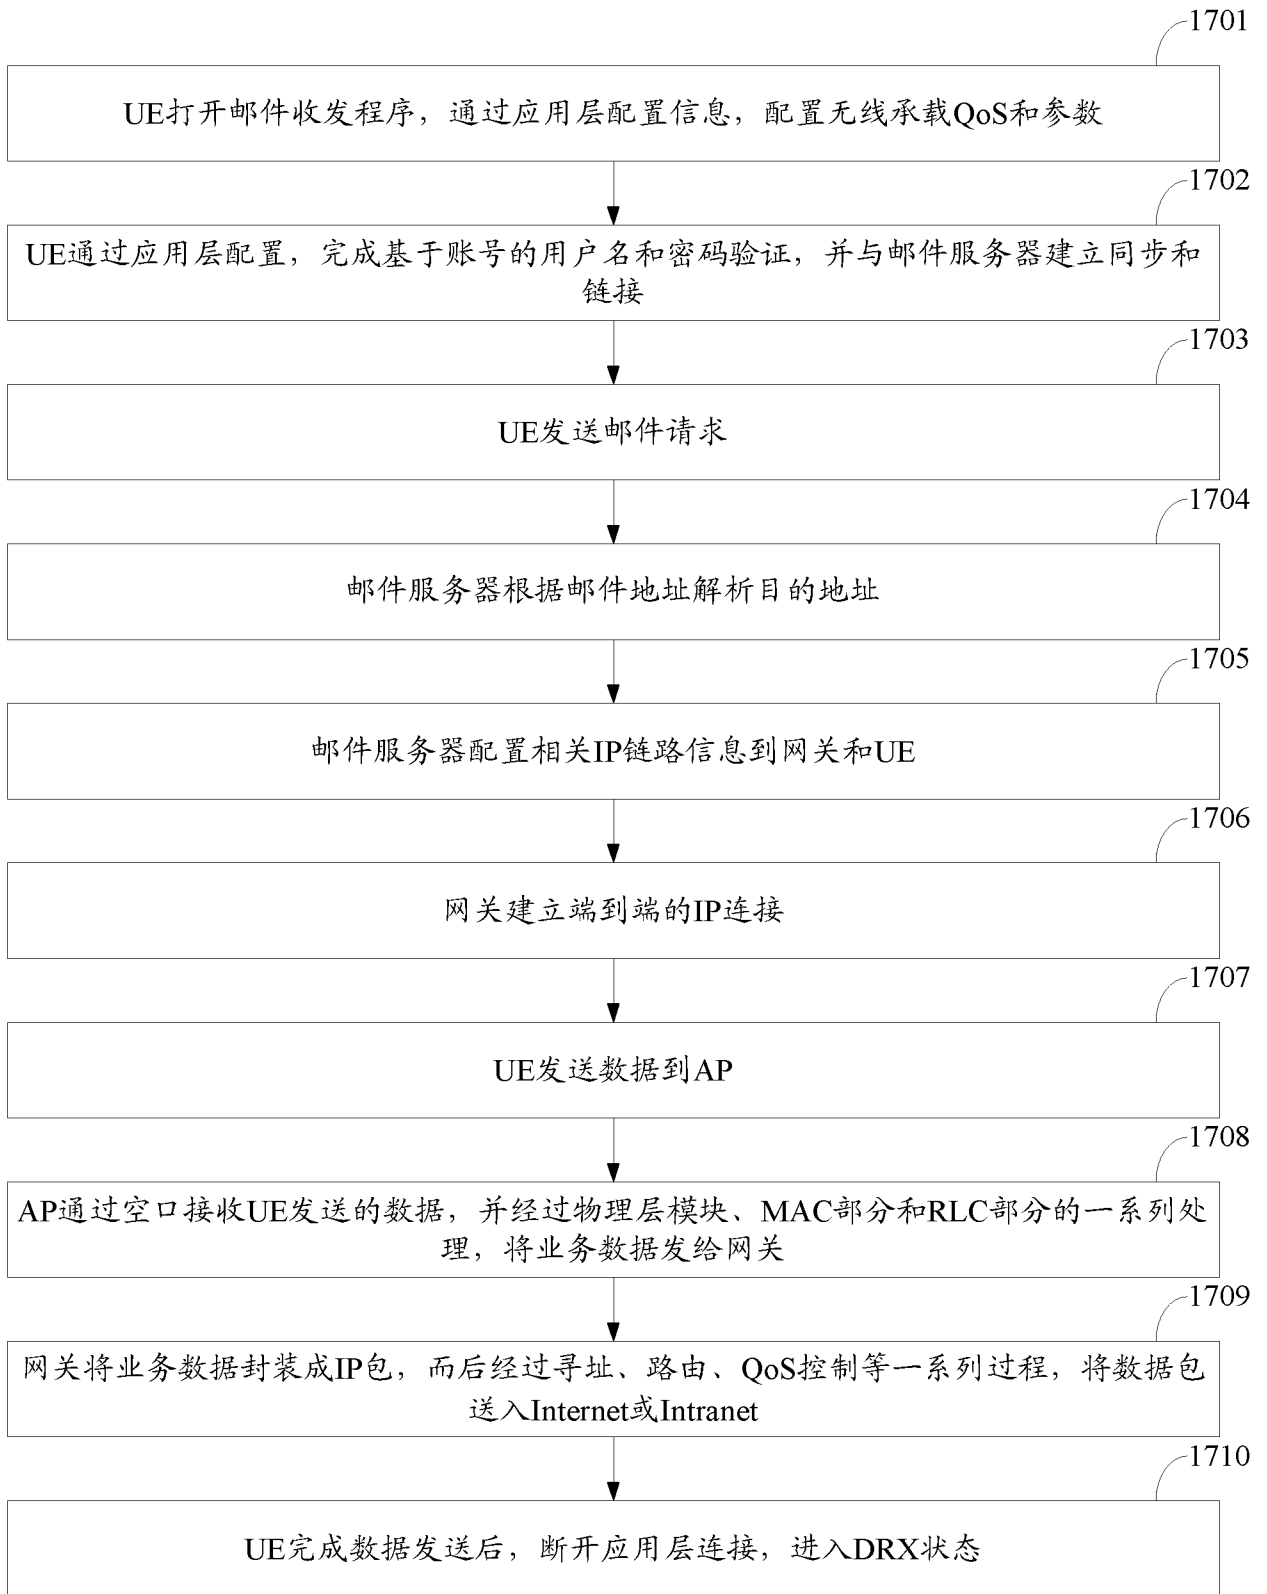 1701
UE打开邮件收发程序，通过应用层配置信息，配置无线承载QoS和参数
1702
UE通过应用层配置，完成基于账号的用户名和密码验证，并与邮件服务器建立同步和
链接
1703
UE发送邮件请求
1704
邮件服务器根据邮件地址解析目的地址
1705
邮件服务器配置相关IP链路信息到网关和UE
1706
网关建立端到端的IP连接
1707
UE发送数据到AP
1708
AP通过空口接收UE发送的数据，并经过物理层模块、MAC部分和RLC部分的一系列处
理，将业务数据发给网关
1709
网关将业务数据封装成IP包，而后经过寻址、路由、QoS控制等一系列过程，将数据包
送入Internet或Intranet
1710
UE完成数据发送后，断开应用层连接，进入DRX状态